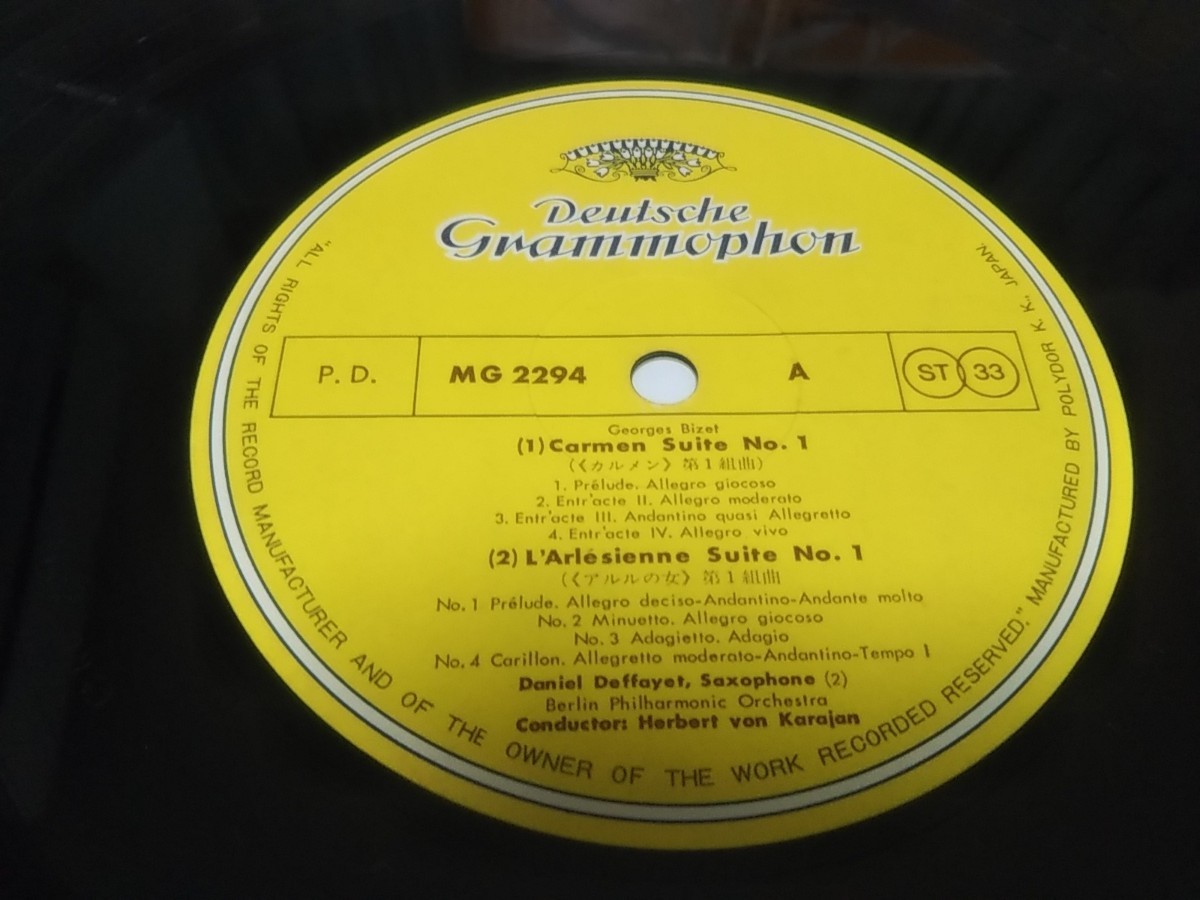 Deutsche
Grammophon
P. D.
MG 2294
A
ST 33
Georges Bizet
(1) Carmen Suite No. 1
(《カルメン》第1組曲)
1. Prélude. Allegro giocoso
2. Entr'acte II. Allegro moderato
3. Entr'acte III. Andantino quasi Allegretto
4. Entr'acte IV. Allegro vivo
(2) L'Arlésienne Suite No. 1
(《アルルの女》第1組曲
No. 1 Prélude. Allegro deciso-Andantino-Andante molto
No. 2 Minuetto. Allegro giocoso
No. 3 Adagietto. Adagio
No. 4 Carillon. Allegretto moderato-Andantino-Tempo I
Daniel Deffayet, Saxophone (2)
Berlin Philharmonic Orchestra
Conductor: Herbert von Karajan
"ALL RIGHTS OF THE RECORD MANUFACTURER AND OF THE OWNER OF THE WORK RECORDED RESERVED." MANUFACTURED BY POLYDOR K. K., JAPAN.